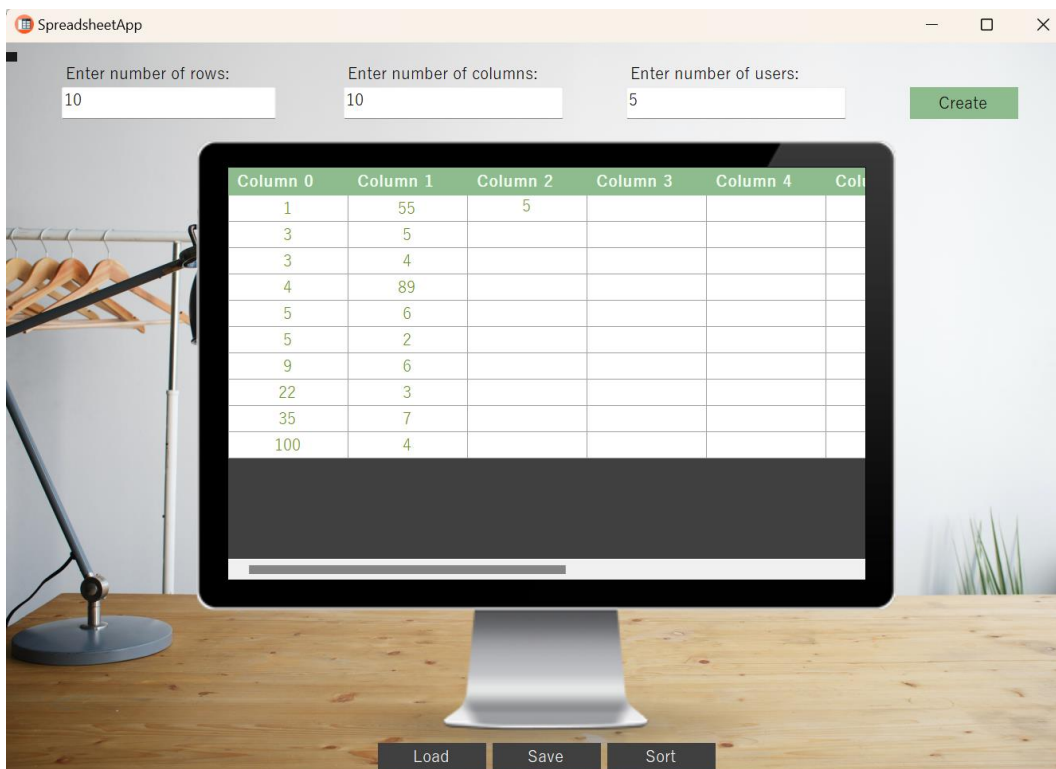 SpreadsheetApp
Enter number of rows: Enter number of columns: Enter number of users:
10 10 5 Create
Column 0 Column 1 Column 2 Column 3 Column 4 Colu
1 55 5
3 5
3 4
4 89
5 6
5 2
9 6
22 3
35 7
100 4
Load Save Sort